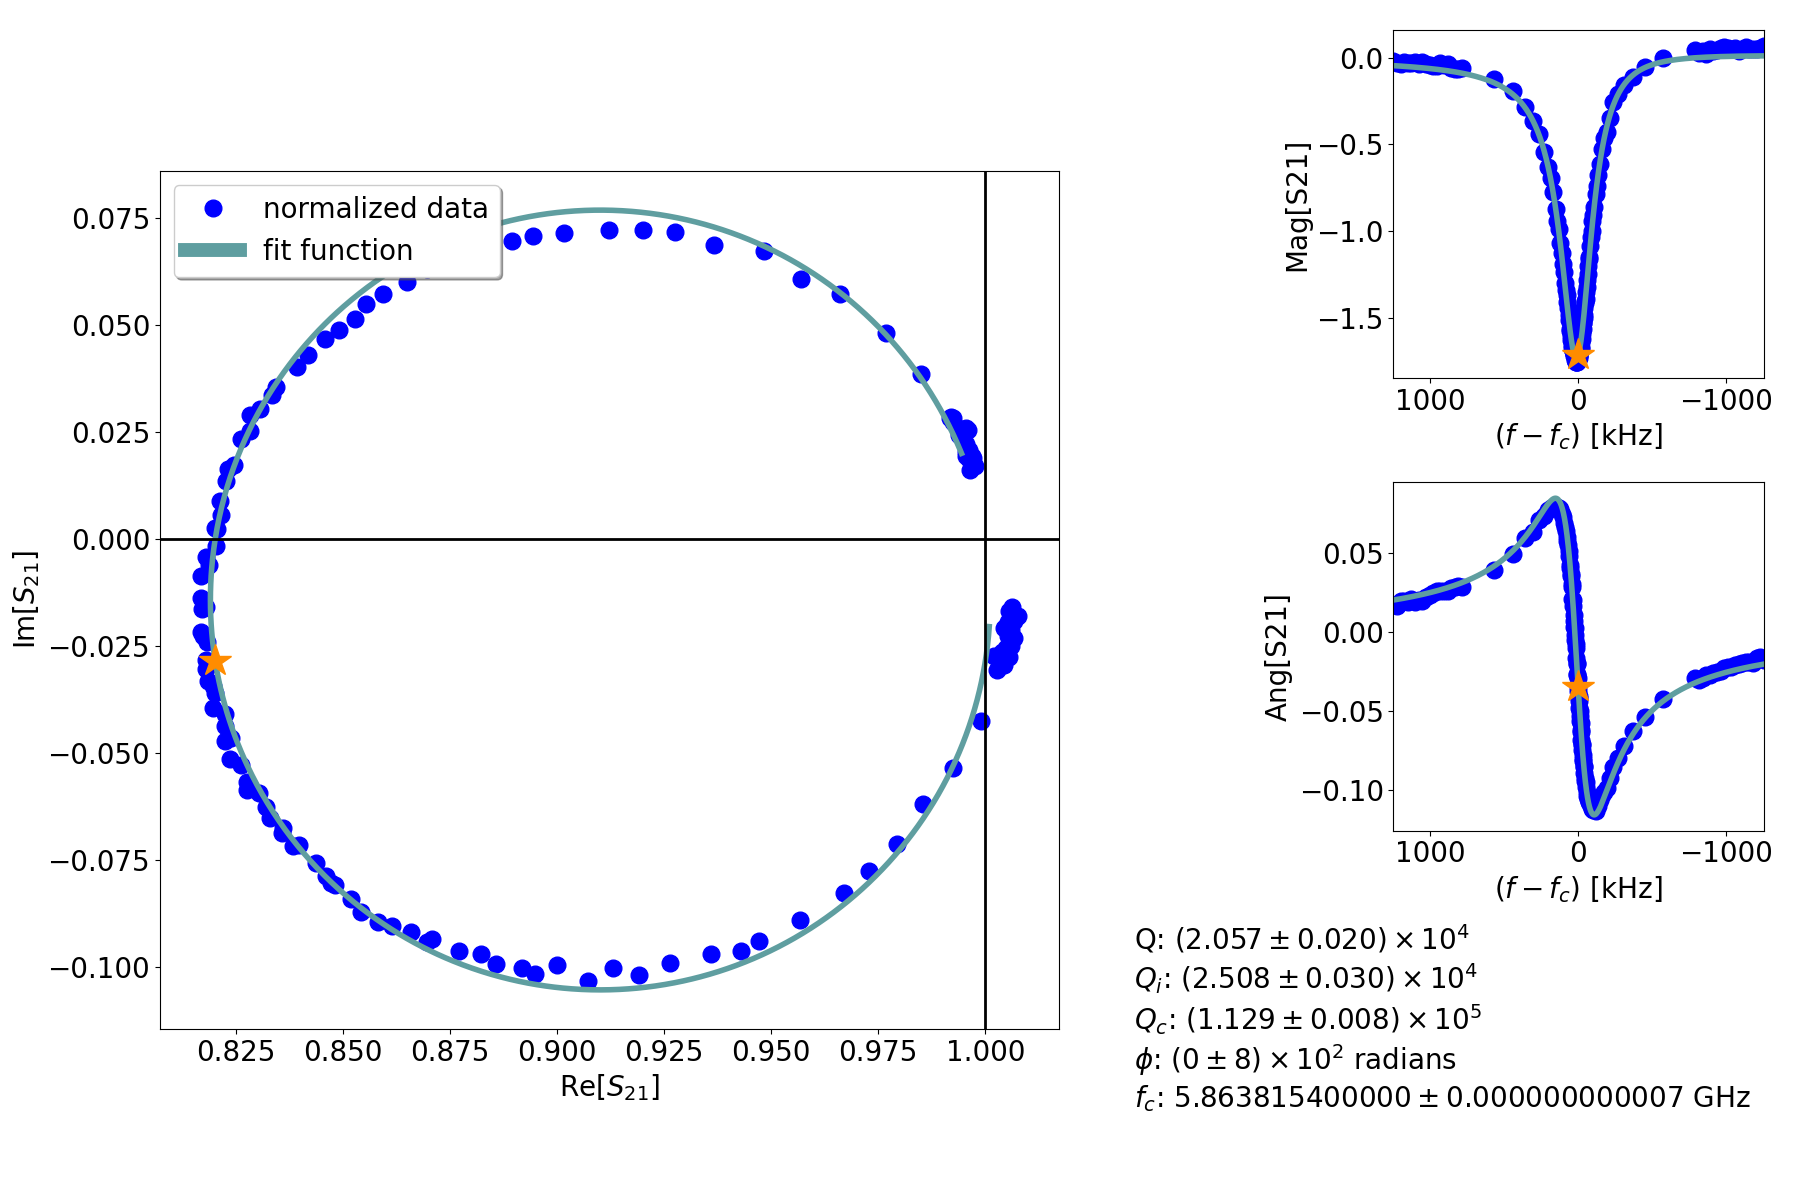 normalized data
fit function
0.075
0.050
0.025
0.000
−0.025
−0.050
−0.075
−0.100
Im[S21]
0.825 0.850 0.875 0.900 0.925 0.950 0.975 1.000
Re[S21]
0.0
−0.5
−1.0
−1.5
Mag[S21]
1000 0 −1000
(f − fc) [kHz]
0.05
0.00
−0.05
−0.10
Ang[S21]
1000 0 −1000
(f − fc) [kHz]
Q: (2.057 ± 0.020) × 10^4
Qi: (2.508 ± 0.030) × 10^4
Qc: (1.129 ± 0.008) × 10^5
ϕ: (0 ± 8) × 10^2 radians
fc: 5.863815400000 ± 0.000000000007 GHz